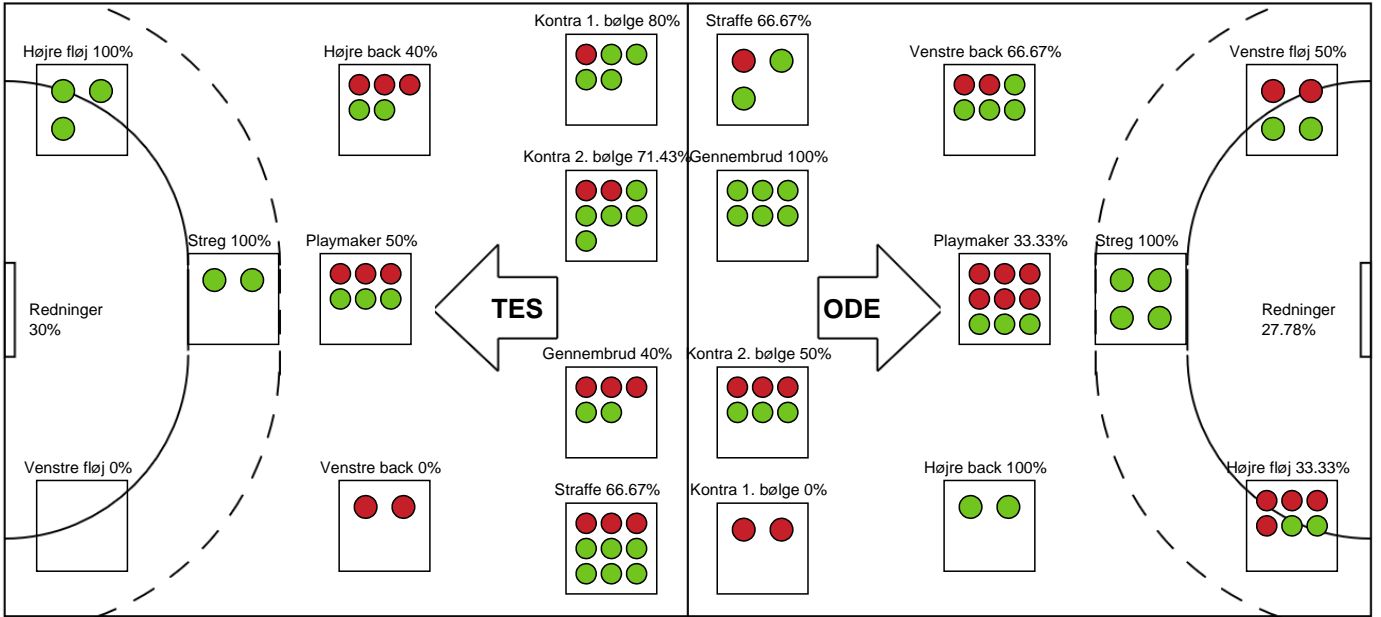 Kontra 1. bølge 80%
Straffe 66.67%
Højre fløj 100%
Højre back 40%
Venstre back 66.67%
Venstre fløj 50%
Kontra 2. bølge 71.43%
Gennembrud 100%
Streg 100%
Playmaker 50%
Playmaker 33.33%
Streg 100%
Redninger
30%
TES
ODE
Redninger
27.78%
Gennembrud 40%
Kontra 2. bølge 50%
Venstre fløj 0%
Venstre back 0%
Højre back 100%
Højre fløj 33.33%
Straffe 66.67%
Kontra 1. bølge 0%